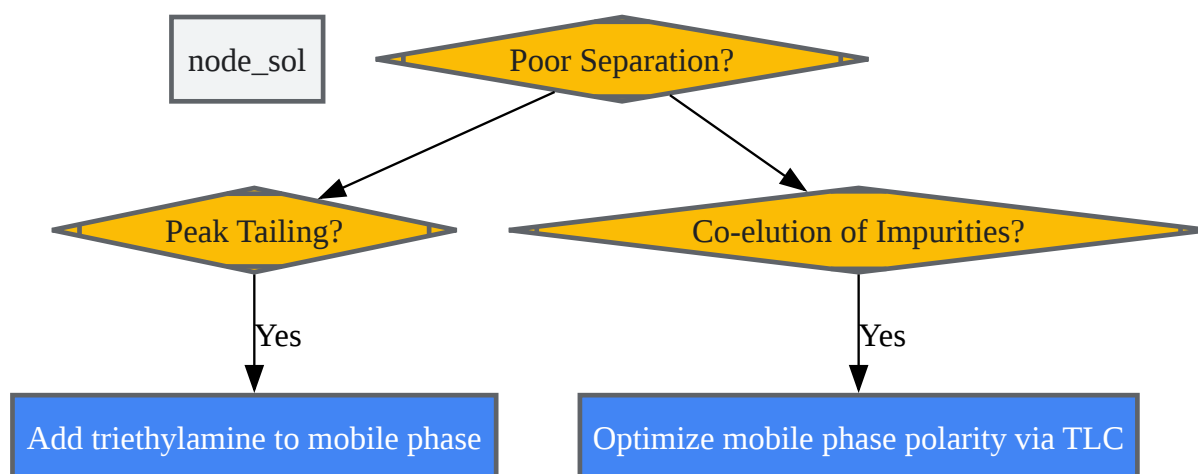 node_sol
Poor Separation?
Peak Tailing?
Co-elution of Impurities?
Yes
Yes
Add triethylamine to mobile phase
Optimize mobile phase polarity via TLC